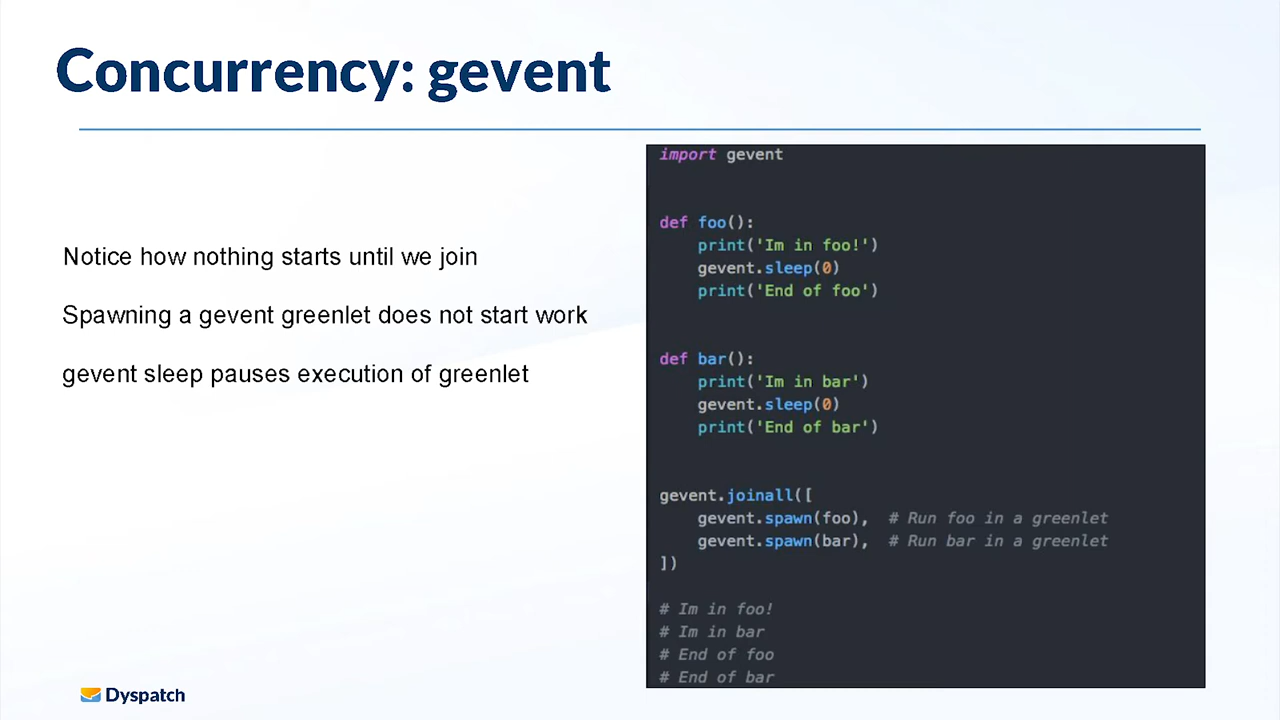 Concurrency: gevent
Notice how nothing starts until we join
Spawning a gevent greenlet does not start work
gevent sleep pauses execution of greenlet
import gevent
def foo():
    print('Im in foo!')
    gevent.sleep(0)
    print('End of foo')
def bar():
    print('Im in bar')
    gevent.sleep(0)
    print('End of bar')
gevent.joinall([
    gevent.spawn(foo),  # Run foo in a greenlet
    gevent.spawn(bar),  # Run bar in a greenlet
])
# Im in foo!
# Im in bar
# End of foo
# End of bar
Dyspatch